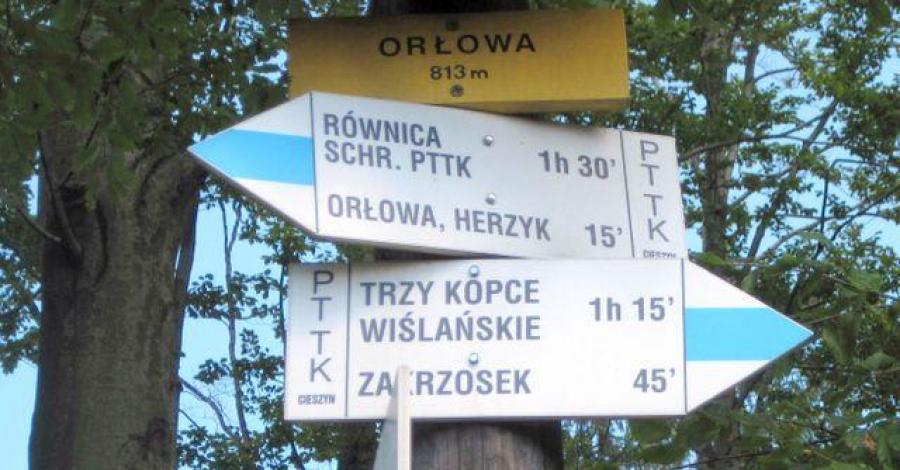 ORŁOWA
813 m
RÓWNICA
SCHR. PTTK 1h 30'
ORŁOWA, HERZYK 15'
PTTK
CIESZYN
PTTK
CIESZYN
TRZY KOPCE
WIŚLAŃSKIE 1h 15'
ZAKRZOSEK 45'